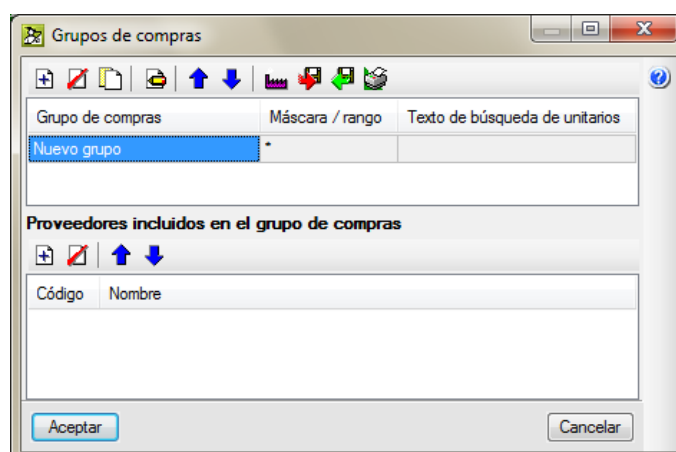 Grupos de compras
Grupo de compras Máscara / rango Texto de búsqueda de unitarios
Nuevo grupo *
Proveedores incluidos en el grupo de compras
Código Nombre
Aceptar Cancelar